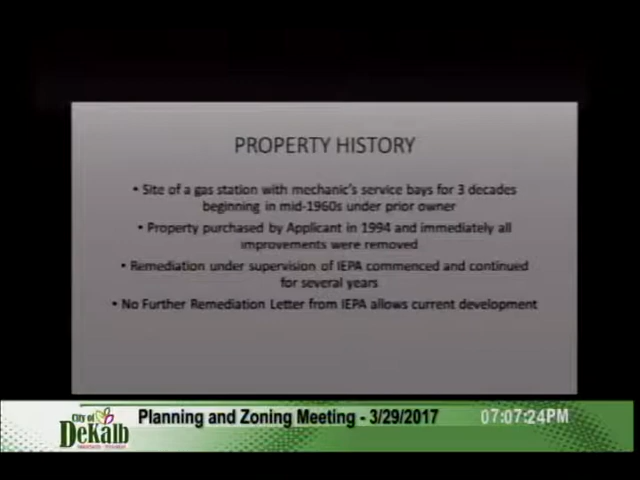 PROPERTY HISTORY
• Site of a gas station with mechanic's service bays for 3 decades
beginning in mid-1960s under prior owner
• Property purchased by Applicant in 1994 and immediately all
improvements were removed
• Remediation under supervision of IEPA commenced and continued
for several years
• No Further Remediation Letter from IEPA allows current development
City of
DeKalb
Planning and Zoning Meeting - 3/29/2017
07:07:24PM